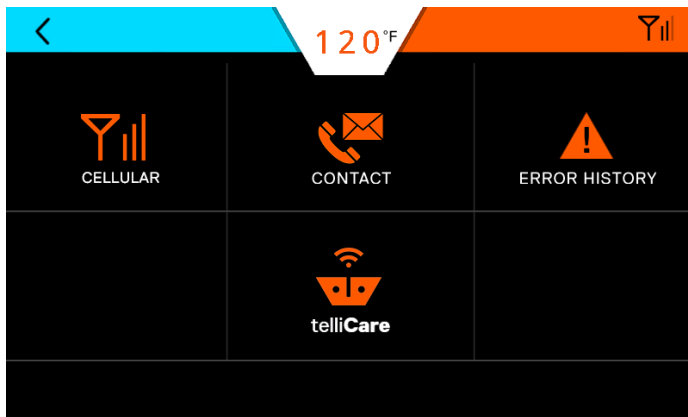 120°F
CELLULAR
CONTACT
ERROR HISTORY
telliCare